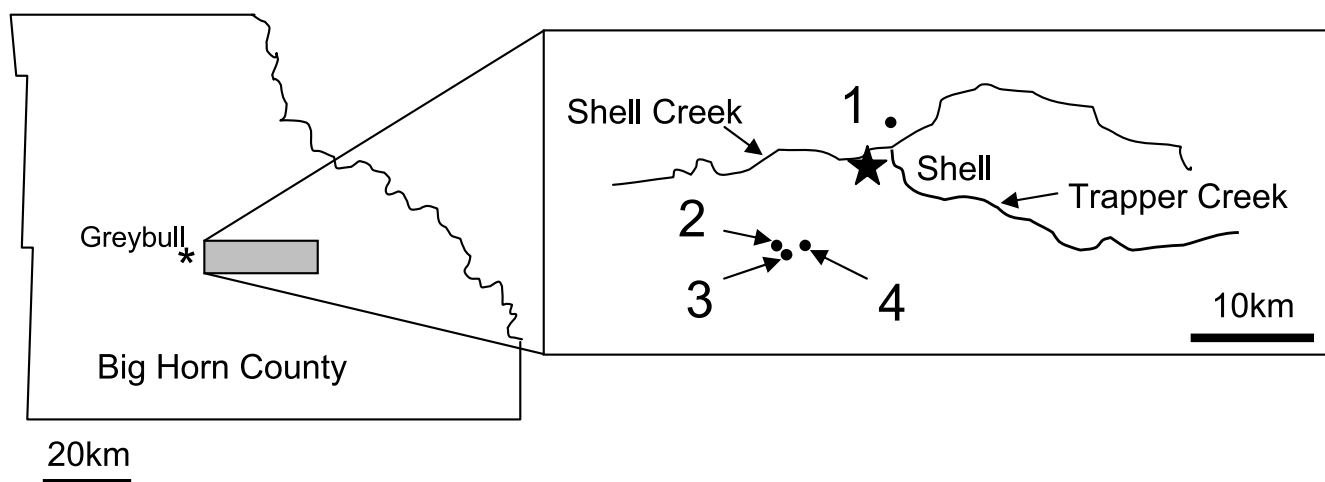 Greybull
*
Big Horn County
20km
Shell Creek
1
Shell
Trapper Creek
2
3
4
10km